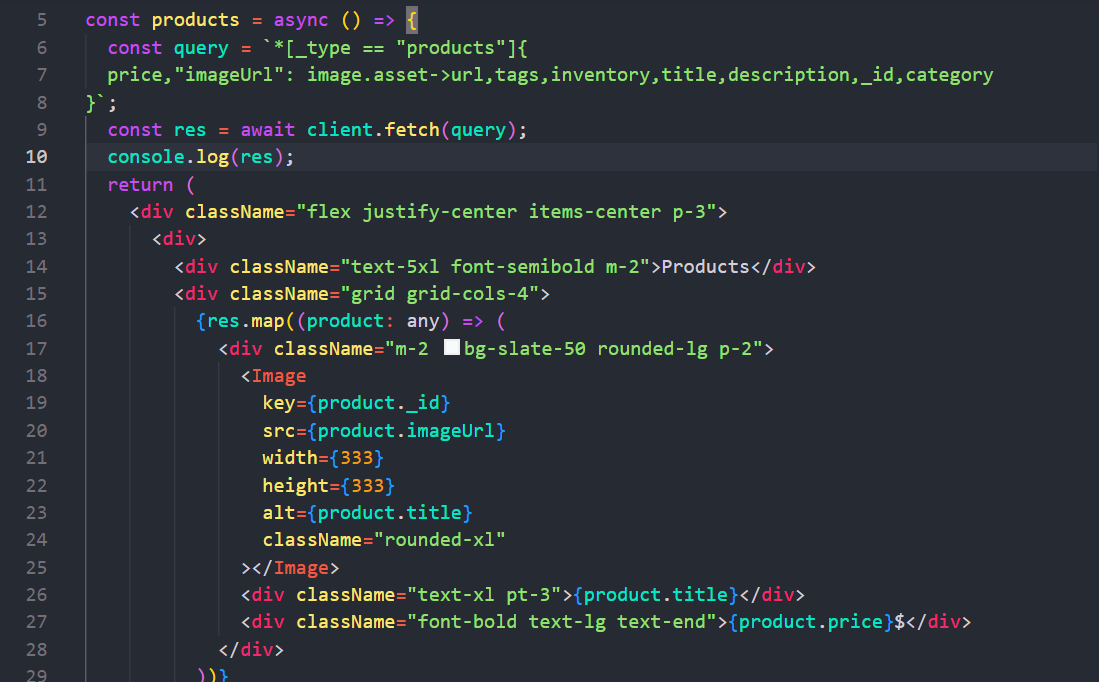 5 const products = async () => {
6 const query = `*[_type == "products"]{
7 price,"imageUrl": image.asset->url,tags,inventory,title,description,_id,category
8 }`;
9 const res = await client.fetch(query);
10 console.log(res);
11 return (
12 <div className="flex justify-center items-center p-3">
13 <div>
14 <div className="text-5xl font-semibold m-2">Products</div>
15 <div className="grid grid-cols-4">
16 {res.map((product: any) => (
17 <div className="m-2 bg-slate-50 rounded-lg p-2">
18 <Image
19 key={product._id}
20 src={product.imageUrl}
21 width={333}
22 height={333}
23 alt={product.title}
24 className="rounded-xl"
25 ></Image>
26 <div className="text-xl pt-3">{product.title}</div>
27 <div className="font-bold text-lg text-end">{product.price}$</div>
28 </div>
29 ))}